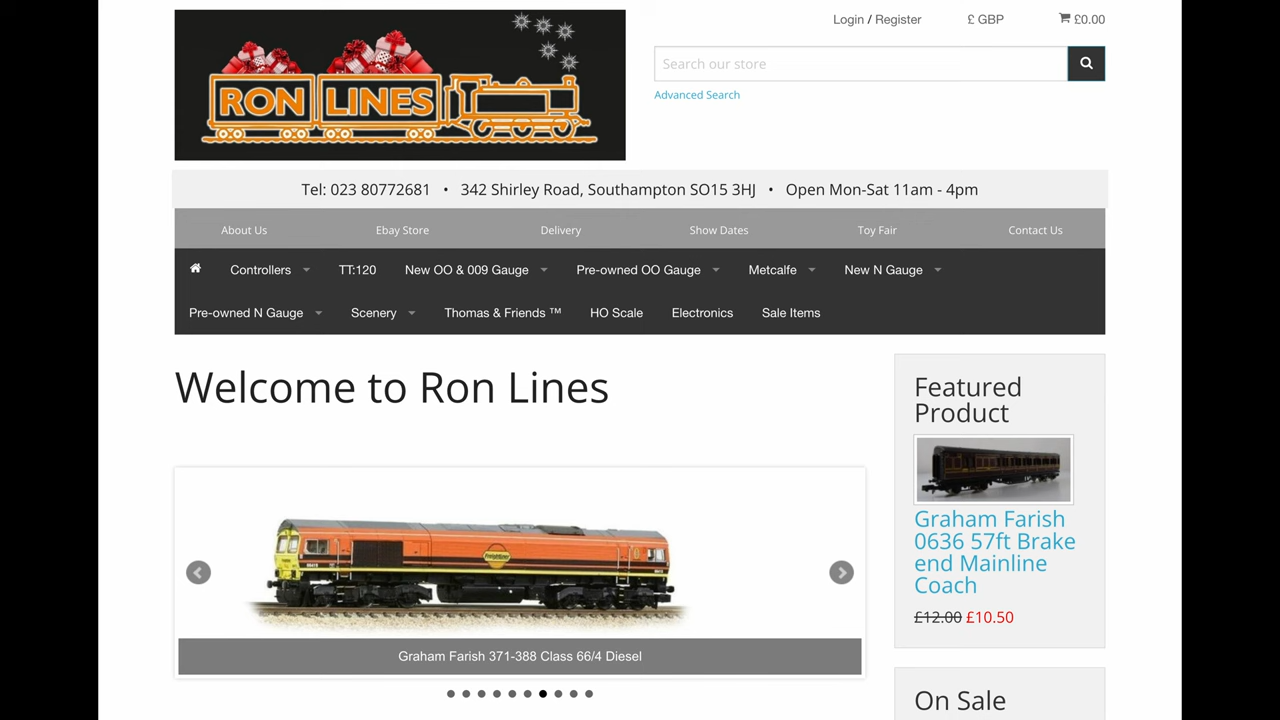 RON LINES
Login / Register
£ GBP
£0.00
Search our store
Advanced Search
Tel: 023 80772681 • 342 Shirley Road, Southampton SO15 3HJ • Open Mon-Sat 11am - 4pm
About Us
Ebay Store
Delivery
Show Dates
Toy Fair
Contact Us
Controllers
TT:120
New OO & 009 Gauge
Pre-owned OO Gauge
Metcalfe
New N Gauge
Pre-owned N Gauge
Scenery
Thomas & Friends ™
HO Scale
Electronics
Sale Items
Welcome to Ron Lines
Freightliner
Graham Farish 371-388 Class 66/4 Diesel
Featured
Product
Graham Farish
0636 57ft Brake
end Mainline
Coach
£12.00 £10.50
On Sale